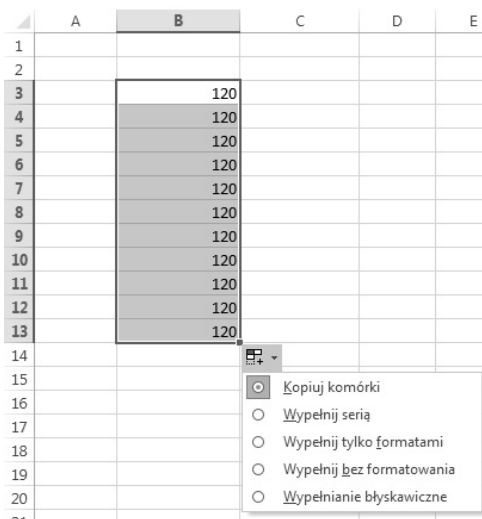 A B C D E
1
2
3 120
4 120
5 120
6 120
7 120
8 120
9 120
10 120
11 120
12 120
13 120
14
15 Kopiuj komórki
16 Wypełnij serią
17
18 Wypełnij tylko formatami
19 Wypełnij bez formatowania
20 Wypełnianie błyskawiczne